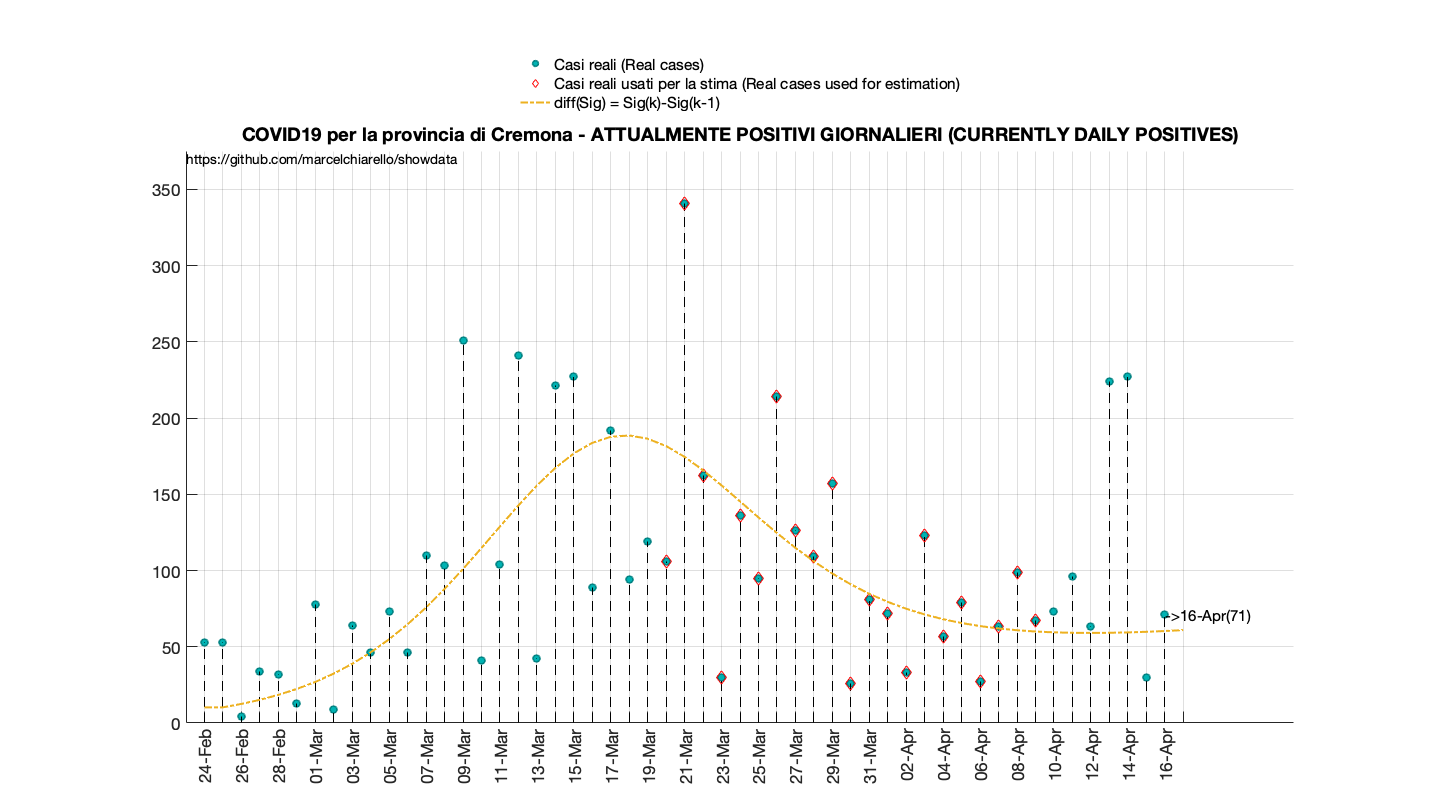 Casi reali (Real cases)
Casi reali usati per la stima (Real cases used for estimation)
diff(Sig) = Sig(k)-Sig(k-1)
COVID19 per la provincia di Cremona - ATTUALMENTE POSITIVI GIORNALIERI (CURRENTLY DAILY POSITIVES)
https://github.com/marcelchiarello/showdata
350
300
250
200
150
100
50
0
->16-Apr(71)
24-Feb
26-Feb
28-Feb
01-Mar
03-Mar
05-Mar
07-Mar
09-Mar
11-Mar
13-Mar
15-Mar
17-Mar
19-Mar
21-Mar
23-Mar
25-Mar
27-Mar
29-Mar
31-Mar
02-Apr
04-Apr
06-Apr
08-Apr
10-Apr
12-Apr
14-Apr
16-Apr